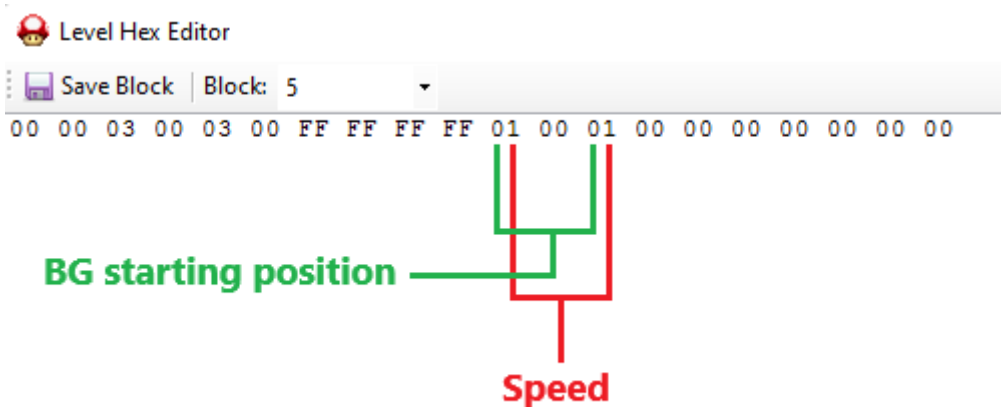 Level Hex Editor
Save Block Block: 5
00 00 03 00 03 00 FF FF FF FF 01 00 01 00 00 00 00 00 00 00
BG starting position
Speed